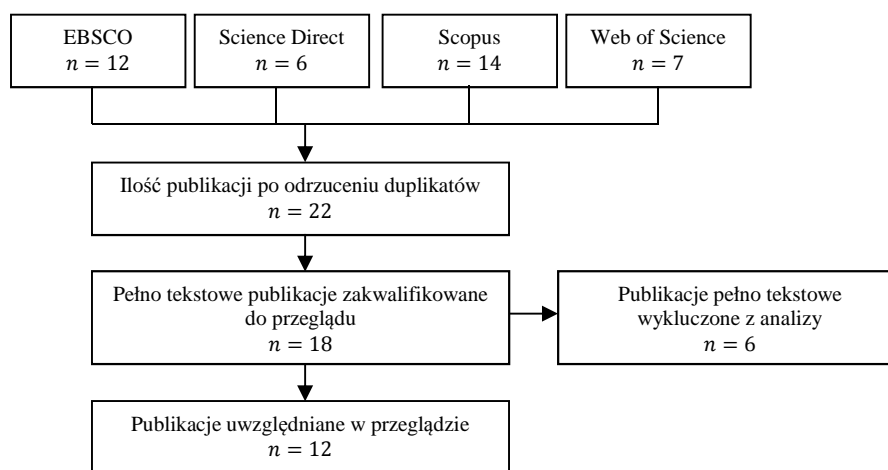 EBSCO
n = 12
Science Direct
n = 6
Scopus
n = 14
Web of Science
n = 7
Ilość publikacji po odrzuceniu duplikatów
n = 22
Pełno tekstowe publikacje zakwalifikowane
do przeglądu
n = 18
Publikacje pełno tekstowe
wykluczone z analizy
n = 6
Publikacje uwzględniane w przeglądzie
n = 12